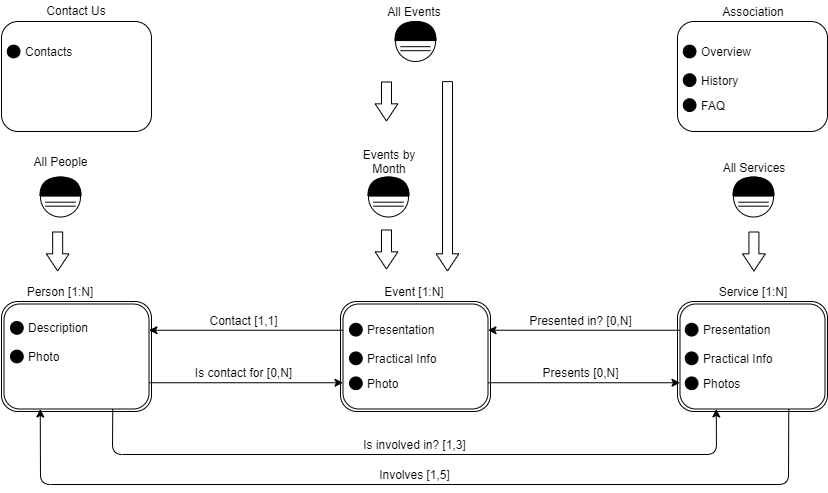 Contact Us
All Events
Association
Contacts
Overview
History
FAQ
All People
Events by
Month
All Services
Person [1:N]
Event [1:N]
Service [1:N]
Description
Photo
Contact [1,1]
Is contact for [0,N]
Presentation
Practical Info
Photo
Presented in? [0,N]
Presents [0,N]
Presentation
Practical Info
Photos
Is involved in? [1,3]
Involves [1,5]